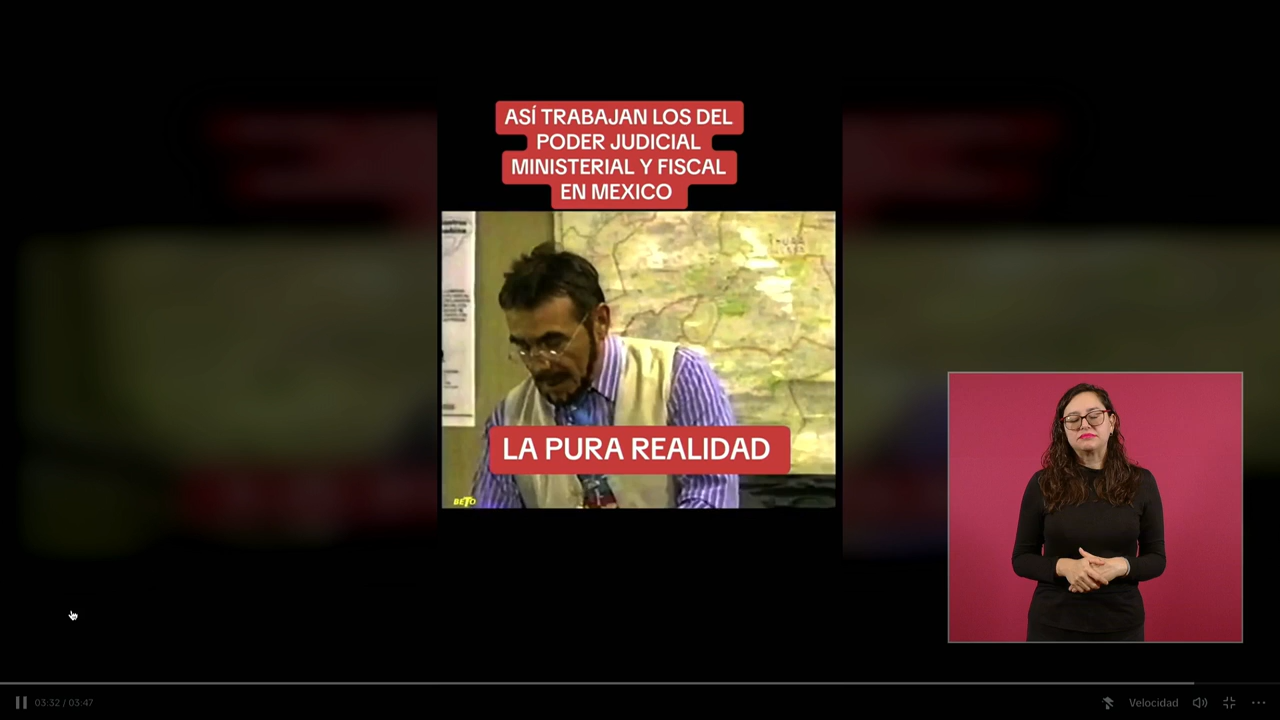 ASÍ TRABAJAN LOS DEL
PODER JUDICIAL
MINISTERIAL Y FISCAL
EN MEXICO
LA PURA REALIDAD
BETO
03:32 / 03:47
Velocidad